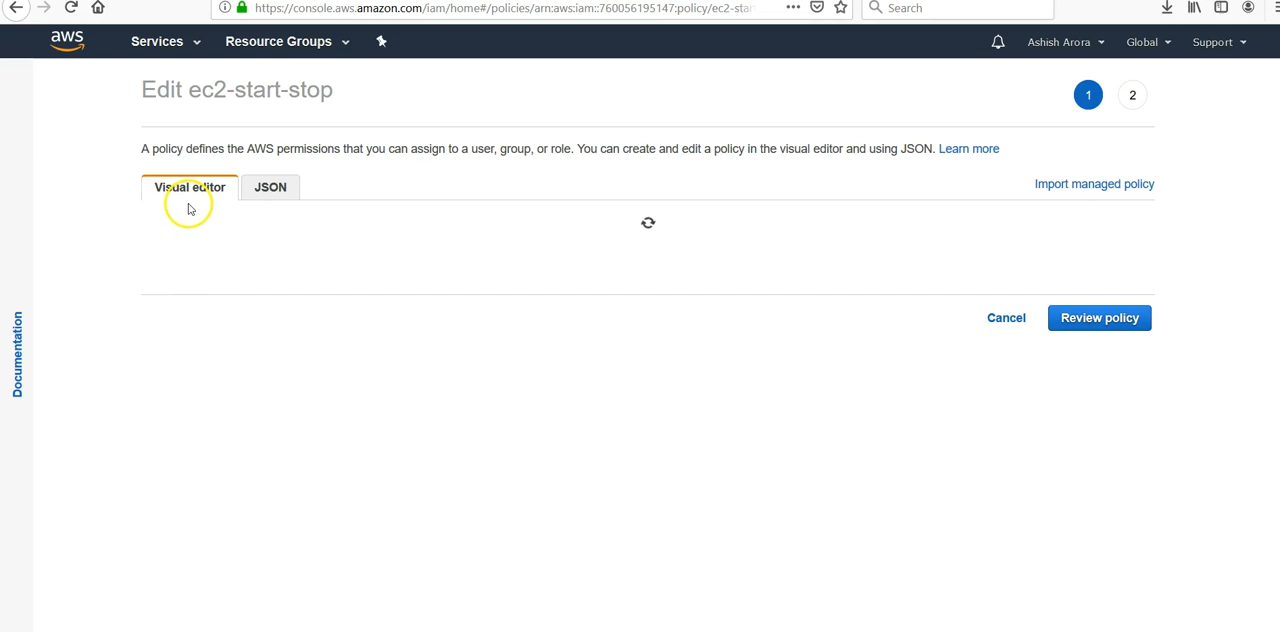 https://console.aws.amazon.com/iam/home#/policies/arn:aws:iam::760056195147:policy/ec2-star
Search
aws
Services
Resource Groups
Ashish Arora
Global
Support
Edit ec2-start-stop
1
2
A policy defines the AWS permissions that you can assign to a user, group, or role. You can create and edit a policy in the visual editor and using JSON. Learn more
Visual editor
JSON
Import managed policy
Cancel
Review policy
Documentation